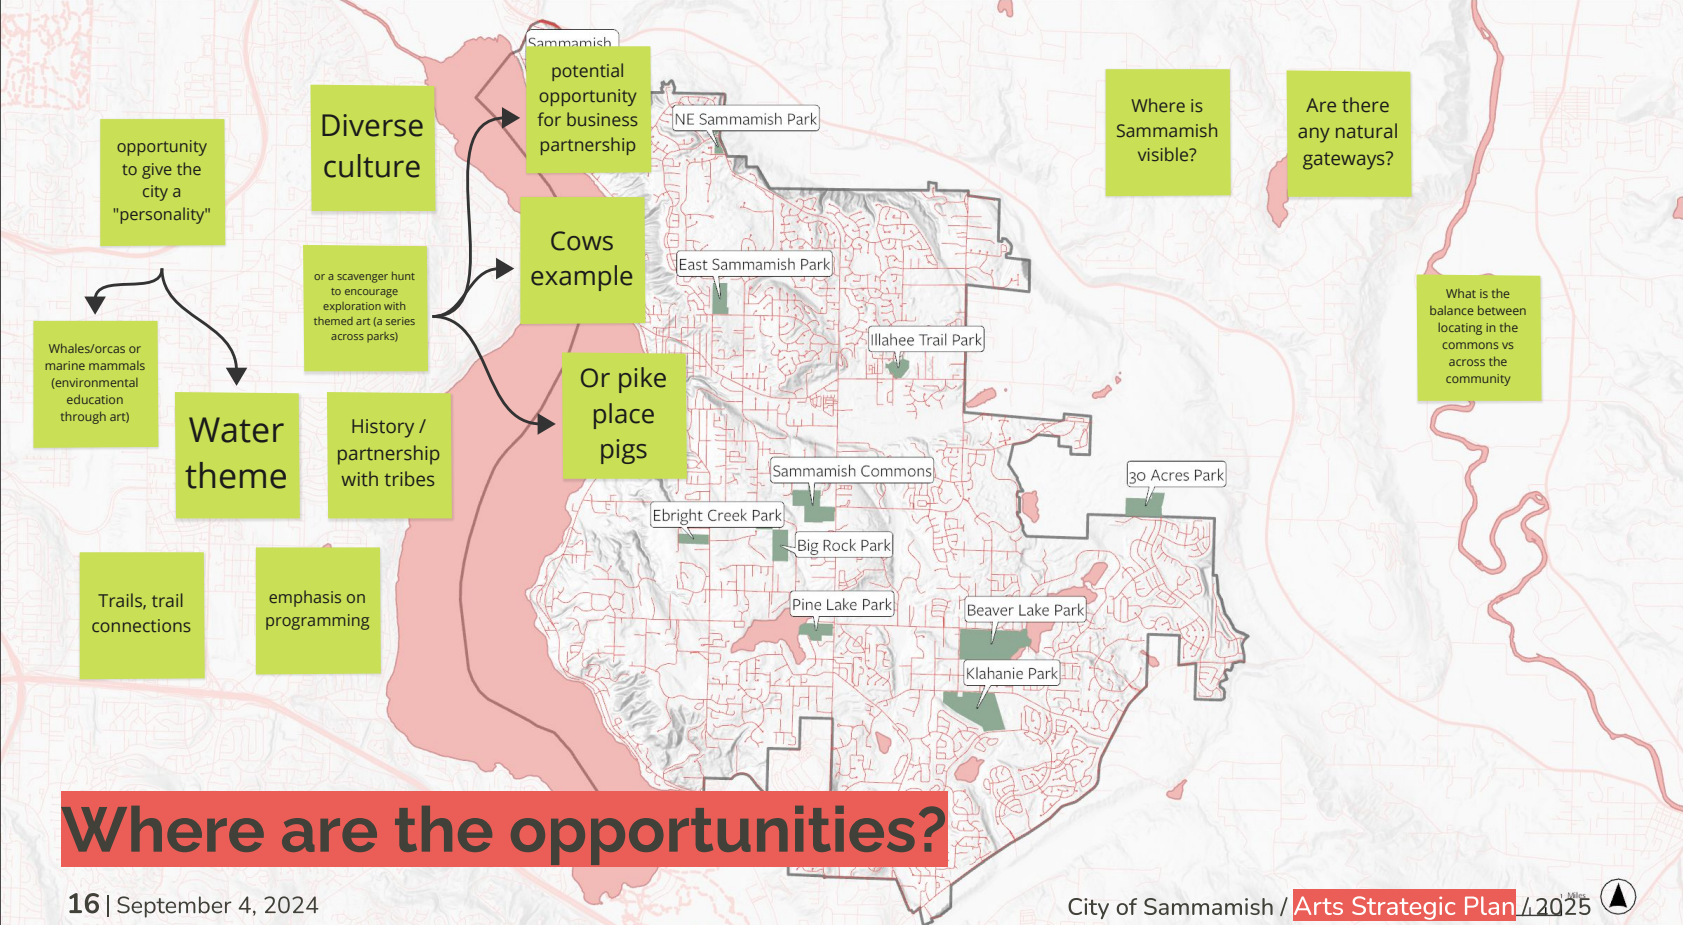 Sammamish
potential
opportunity
for business
partnership
NE Sammamish Park
Diverse
culture
opportunity
to give the
city a
"personality"
Where is
Sammamish
visible?
Are there
any natural
gateways?
Cows
example
East Sammamish Park
or a scavenger hunt
to encourage
exploration with
themed art (a series
across parks)
What is the
balance between
locating in the
commons vs
across the
community
Whales/orcas or
marine mammals
(environmental
education
through art)
Illahee Trail Park
Or pike
place
pigs
Water
theme
History /
partnership
with tribes
Sammamish Commons
30 Acres Park
Ebright Creek Park
Big Rock Park
Trails, trail
connections
emphasis on
programming
Pine Lake Park
Beaver Lake Park
Klahanie Park
Where are the opportunities?
16 | September 4, 2024
City of Sammamish / Arts Strategic Plan / 2025
Miles